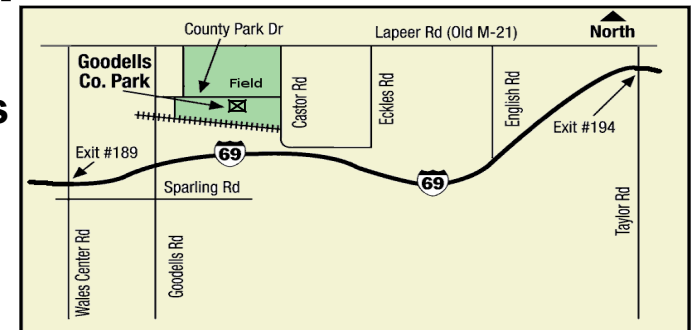 County Park Dr
Lapeer Rd (Old M-21)
North
Goodells
Co. Park
Field
Castor Rd
Eckles Rd
English Rd
Exit #194
Exit #189
69
69
Sparling Rd
Wales Center Rd
Goodells Rd
Taylor Rd
s